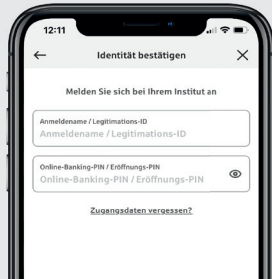 12:11
Identität bestätigen
Melden Sie sich bei Ihrem Institut an
Anmeldename / Legitimations-ID
Anmeldename / Legitimations-ID
Online-Banking-PIN / Eröffnungs-PIN
Online-Banking-PIN / Eröffnungs-PIN
Zugangsdaten vergessen?